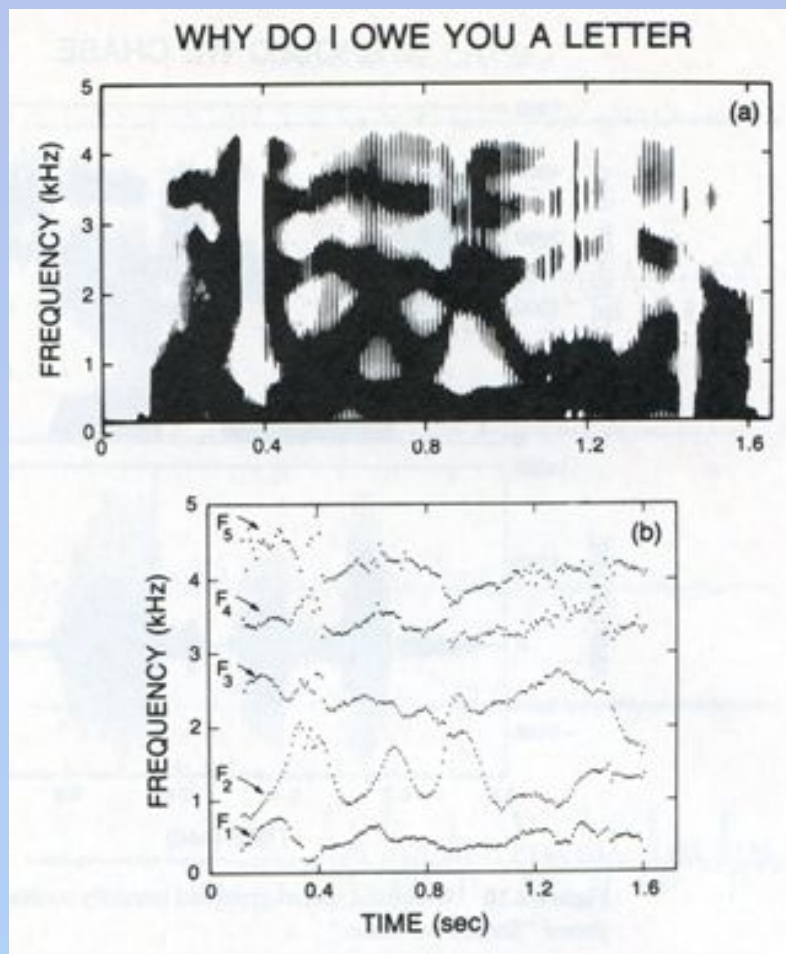 WHY DO I OWE YOU A LETTER
(a)
FREQUENCY (kHz)
5
4
3
2
1
0
0 0.4 0.8 1.2 1.6
(b)
FREQUENCY (kHz)
5
4
3
2
1
0
F5
F4
F3
F2
F1
0 0.4 0.8 1.2 1.6
TIME (sec)